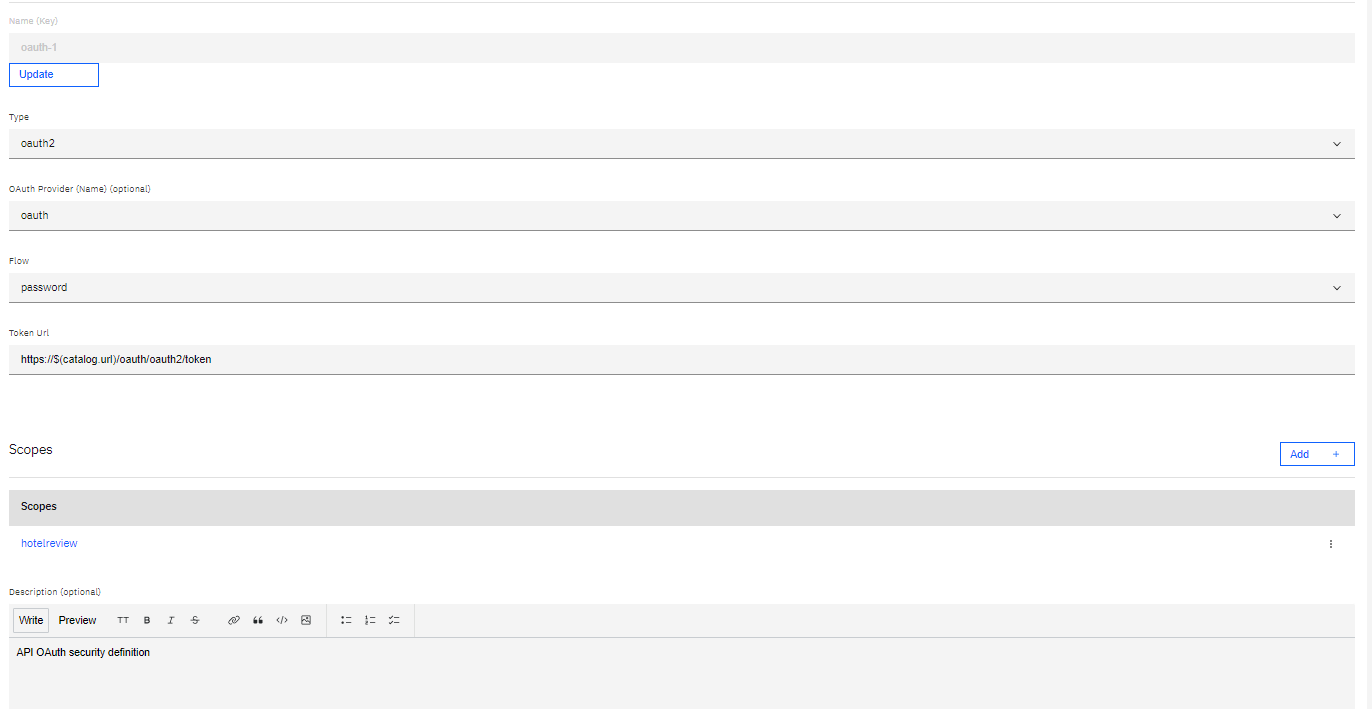 Name (Key)
oauth-1
Update
Type
oauth2
OAuth Provider (Name) (optional)
oauth
Flow
password
Token Url
https://$(catalog.url)/oauth/oauth2/token
Scopes
Add +
Scopes
hotelreview
Description (optional)
Write Preview TT B I S
API OAuth security definition